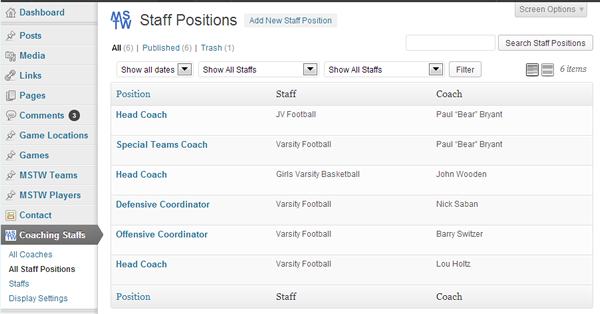 Dashboard
Posts
Media
Links
Pages
Comments 3
Game Locations
Games
MSTW Teams
MSTW Players
Contact
MSTW Coaching Staffs
All Coaches
All Staff Positions
Staffs
Display Settings
Screen Options
MSTW Staff Positions Add New Staff Position
All (6) | Published (6) | Trash (1)
Search Staff Positions
Show all dates Show All Staffs Show All Staffs Filter 6 items
Position Staff Coach
Head Coach JV Football Paul "Bear" Bryant
Special Teams Coach Varsity Football Paul "Bear" Bryant
Head Coach Girls Varsity Basketball John Wooden
Defensive Coordinator Varsity Football Nick Saban
Offensive Coordinator Varsity Football Barry Switzer
Head Coach Varsity Football Lou Holtz
Position Staff Coach